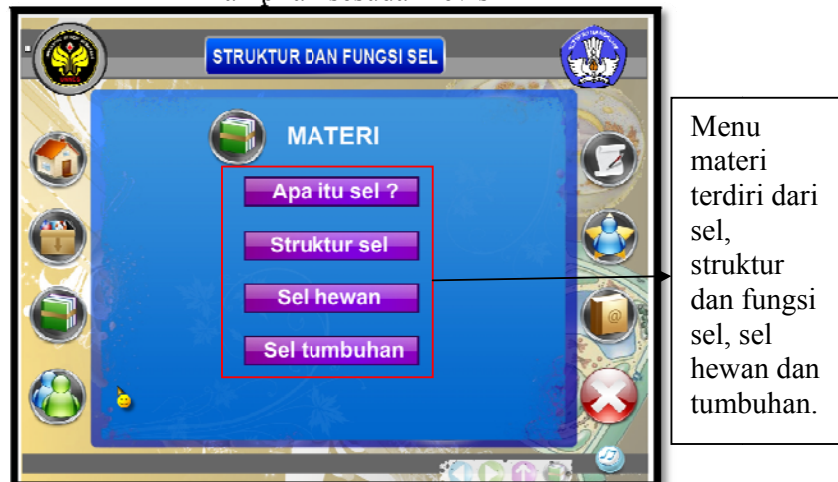 STRUKTUR DAN FUNGSI SEL
MATERI
Apa itu sel ?
Struktur sel
Sel hewan
Sel tumbuhan
Menu
materi
terdiri dari
sel,
struktur
dan fungsi
sel, sel
hewan dan
tumbuhan.